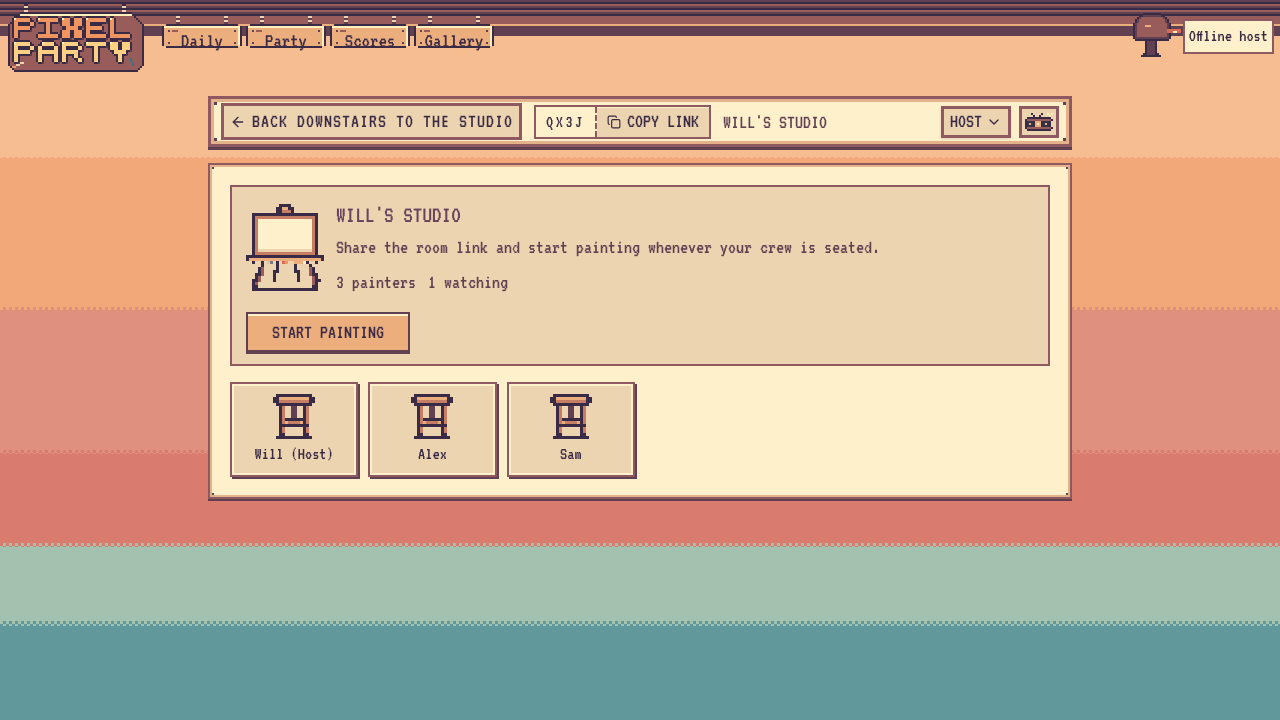 PIXEL
PARTY
Daily
Party
Scores
Gallery
Offline host
← BACK DOWNSTAIRS TO THE STUDIO
QX3J
COPY LINK
WILL'S STUDIO
HOST
WILL'S STUDIO
Share the room link and start painting whenever your crew is seated.
3 painters 1 watching
START PAINTING
Will (Host)
Alex
Sam